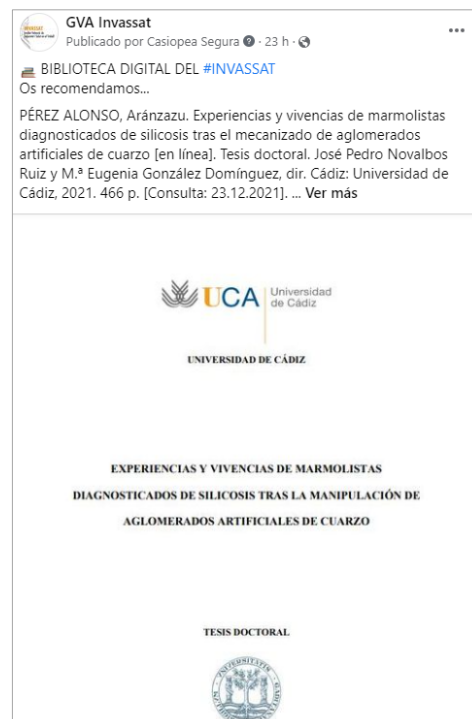 GVA Invassat
Publicado por Casiopea Segura · 23 h ·
BIBLIOTECA DIGITAL DEL #INVASSAT
Os recomendamos...
PÉREZ ALONSO, Aránzazu. Experiencias y vivencias de marmolistas
diagnosticados de silicosis tras el mecanizado de aglomerados
artificiales de cuarzo [en línea]. Tesis doctoral. José Pedro Novalbos
Ruiz y M.ª Eugenia González Domínguez, dir. Cádiz: Universidad de
Cádiz, 2021. 466 p. [Consulta: 23.12.2021]. ... Ver más
UCA Universidad
de Cádiz
UNIVERSIDAD DE CÁDIZ
EXPERIENCIAS Y VIVENCIAS DE MARMOLISTAS
DIAGNOSTICADOS DE SILICOSIS TRAS LA MANIPULACIÓN DE
AGLOMERADOS ARTIFICIALES DE CUARZO
TESIS DOCTORAL